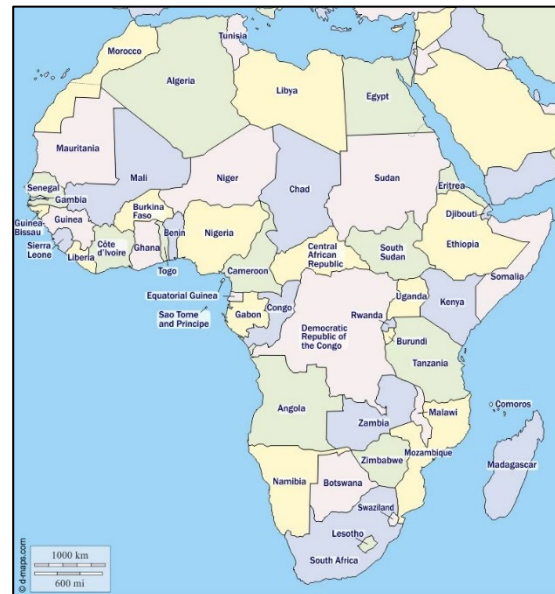 Tunisia
Morocco
Algeria
Libya
Egypt
Mauritania
Mali
Niger
Chad
Sudan
Eritrea
Senegal
Gambia
Guinea
Bissau
Guinea
Burkina
Faso
Djibouti
Sierra
Leone
Liberia
Côte
d'Ivoire
Ghana
Togo
Benin
Nigeria
Cameroon
Central
African
Republic
South
Sudan
Ethiopia
Somalia
Equatorial Guinea
Sao Tome
and Principe
Gabon
Congo
Democratic
Republic of
the Congo
Uganda
Rwanda
Burundi
Kenya
Tanzania
Comoros
Angola
Zambia
Malawi
Mozambique
Zimbabwe
Madagascar
Namibia
Botswana
Swaziland
Lesotho
South Africa
1000 km
600 mi
© d-maps.com